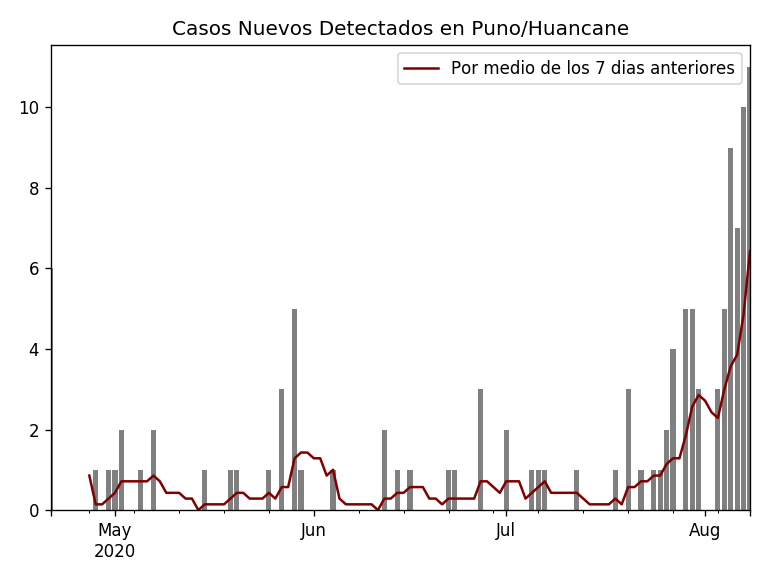 Casos Nuevos Detectados en Puno/Huancane
Por medio de los 7 dias anteriores
10
8
6
4
2
0
May Jun Jul Aug
2020